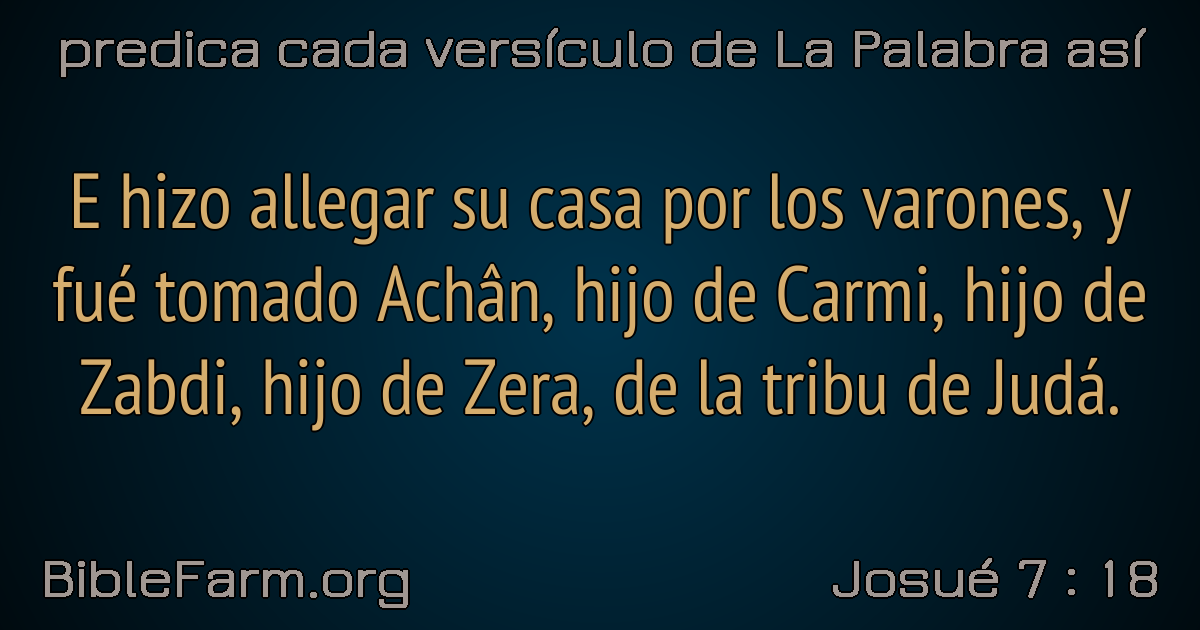 predica cada versículo de La Palabra así
E hizo allegar su casa por los varones, y
fué tomado Achân, hijo de Carmi, hijo de
Zabdi, hijo de Zera, de la tribu de Judá.
BibleFarm.org
Josué 7 : 18